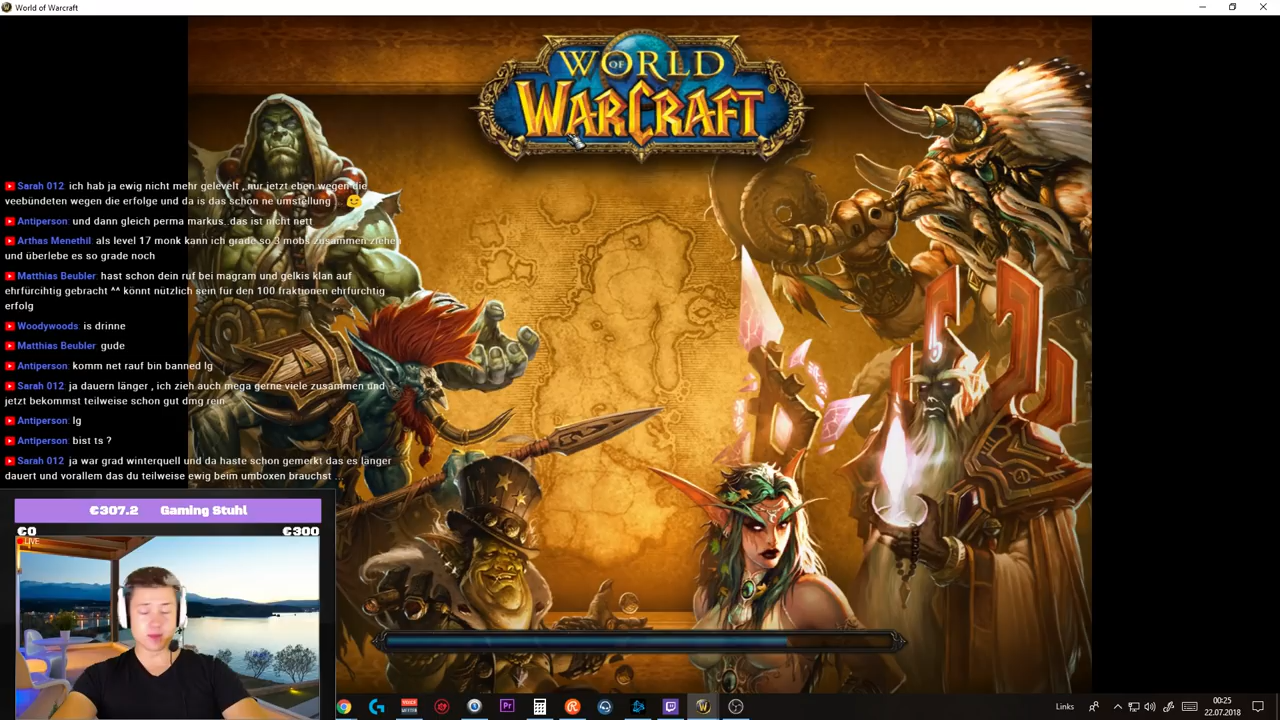 World of Warcraft
WORLD OF
WARCRAFT
Sarah 012: ich hab ja ewig nicht mehr gelevelt , nur jetzt eben wegen die
veebündeten wegen die erfolge und da is das schon ne umstellung ...
Antiperson: und dann gleich perma markus..das ist nicht nett
Arthas Menethil: als level 17 monk kann ich grade so 3 mobs zusammen ziehen
und überlebe es so grade noch
Matthias Beubler: hast schon dein ruf bei magram und gelkis klan auf
ehrfürcihtig gebracht ^^ könnt nützlich sein für den 100 fraktionen ehrfürchtig
erfolg
Woodywoods: is drinne
Matthias Beubler: gude
Antiperson: komm net rauf bin banned lg
Sarah 012: ja dauern länger , ich zieh auch mega gerne viele zusammen und
jetzt bekommst teilweise schon gut dmg rein
Antiperson: lg
Antiperson: bist ts ?
Sarah 012: ja war grad winterquell und da haste schon gemerkt das es länger
dauert und vorallem das du teilweise ewig beim umboxen brauchst ...
€307.2 Gaming Stuhl
€0 €300
LIVE
Links
00:25
22.07.2018